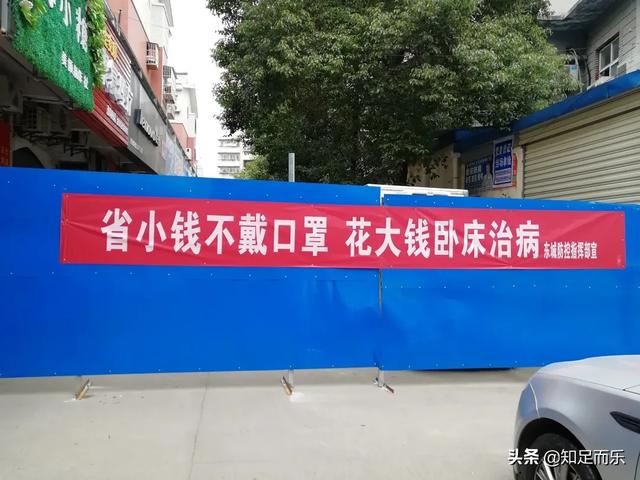 省小钱不戴口罩 花大钱卧床治病 东城防控指挥部宣
头条 @知足而乐